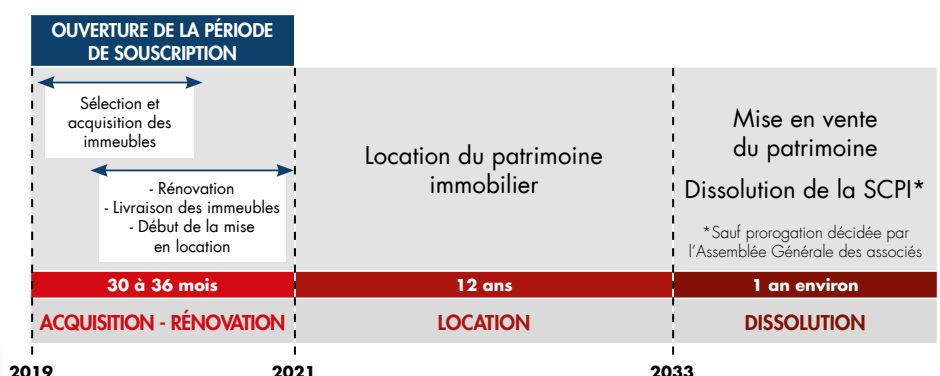 OUVERTURE DE LA PÉRIODE
DE SOUSCRIPTION
Sélection et
acquisition des
immeubles
- Rénovation
- Livraison des immeubles
- Début de la mise
en location
Location du patrimoine
immobilier
Mise en vente
du patrimoine
Dissolution de la SCPI*
*Sauf prorogation décidée par
l'Assemblée Générale des associés
30 à 36 mois
12 ans
1 an environ
ACQUISITION - RÉNOVATION
LOCATION
DISSOLUTION
2019
2021
2033